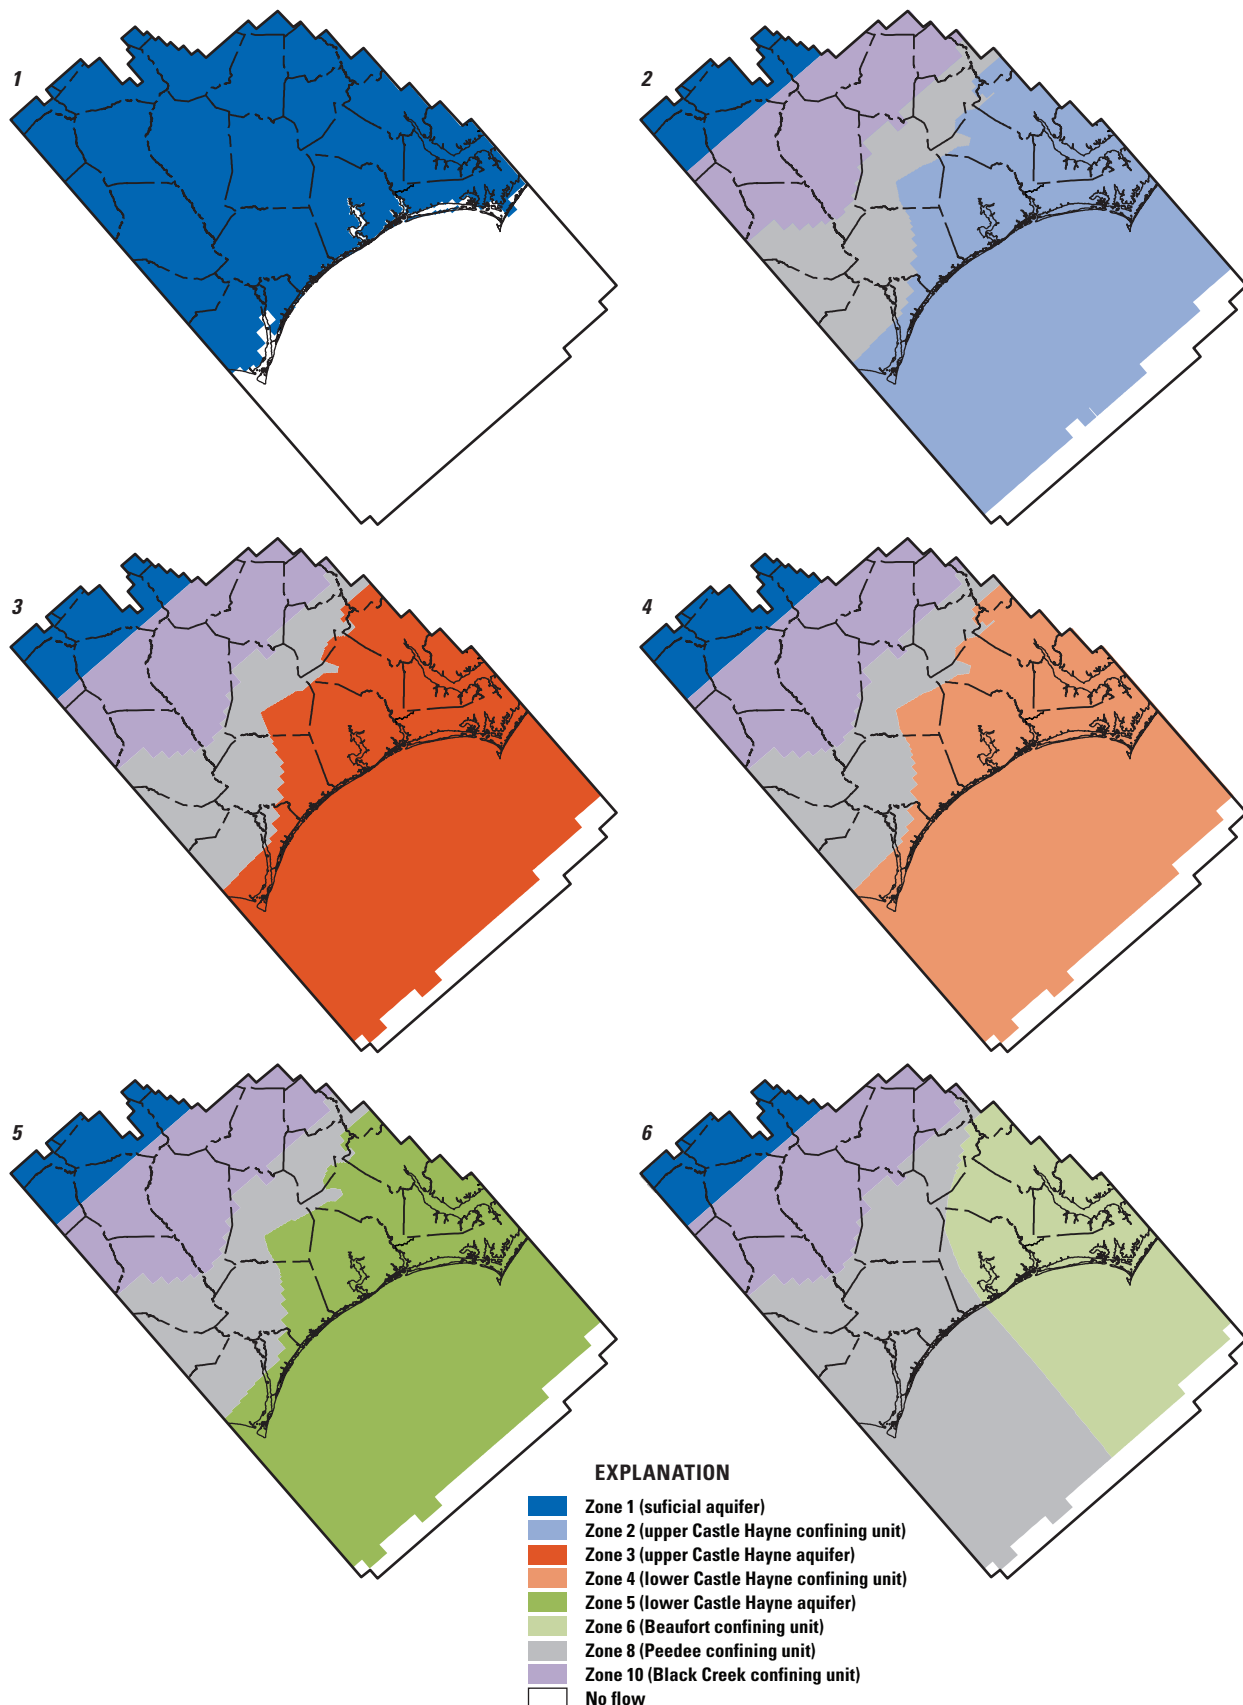 1
2
3
4
5
6
EXPLANATION
Zone 1 (suficial aquifer)
Zone 2 (upper Castle Hayne confining unit)
Zone 3 (upper Castle Hayne aquifer)
Zone 4 (lower Castle Hayne confining unit)
Zone 5 (lower Castle Hayne aquifer)
Zone 6 (Beaufort confining unit)
Zone 8 (Peedee confining unit)
Zone 10 (Black Creek confining unit)
No flow